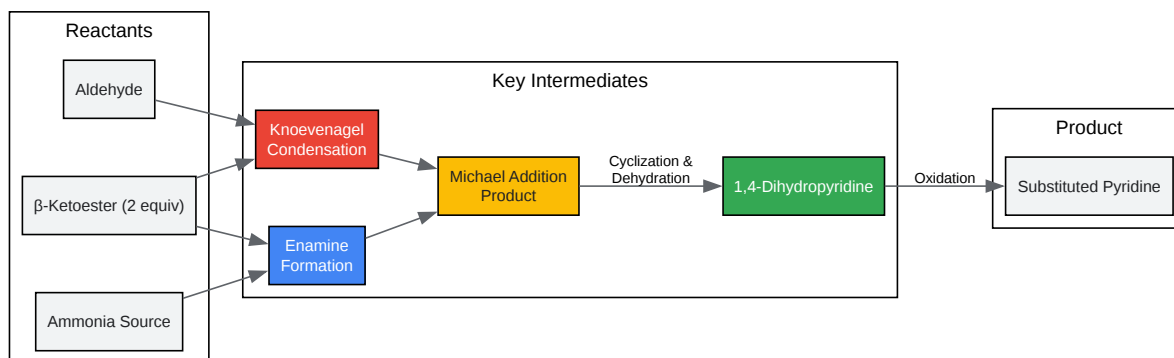 Reactants
Aldehyde
β-Ketoester (2 equiv)
Ammonia Source
Key Intermediates
Knoevenagel
Condensation
Enamine
Formation
Michael Addition
Product
Cyclization &
Dehydration
1,4-Dihydropyridine
Oxidation
Product
Substituted Pyridine